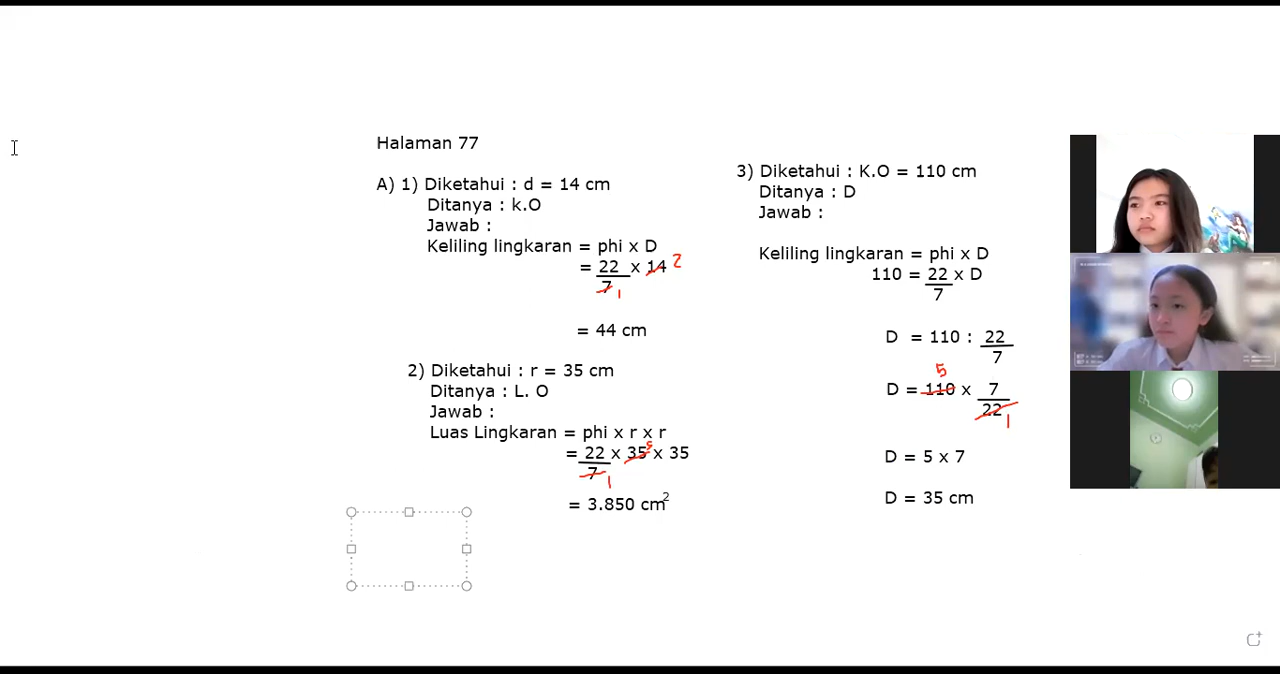 Halaman 77
A) 1) Diketahui : d = 14 cm
Ditanya : k.O
Jawab :
Keliling lingkaran = phi x D
= 22 x 14 2
7 1
= 44 cm
2) Diketahui : r = 35 cm
Ditanya : L. O
Jawab :
Luas Lingkaran = phi x r x r
= 22 x 35 5 x 35
7 1
= 3.850 cm2
3) Diketahui : K.O = 110 cm
Ditanya : D
Jawab :
Keliling lingkaran = phi x D
110 = 22 x D
7
D = 110 : 22
7
5
D = 110 x 7
22 1
D = 5 x 7
D = 35 cm